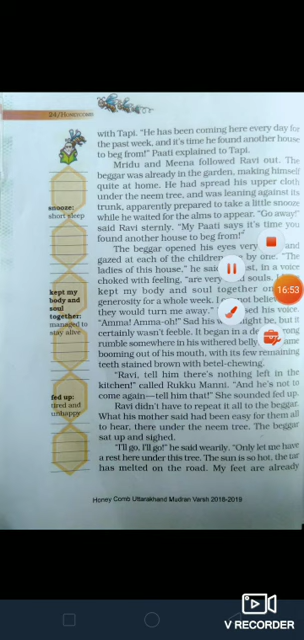 24/HONEYCOMB
with Tapi. "He has been coming here every day for
the past week, and it's time he found another house
to beg from!" Paati explained to Tapi.
Mridu and Meena followed Ravi out. The
beggar was already in the garden, making himself
quite at home. He had spread his upper cloth
under the neem tree, and was leaning against its
trunk, apparently prepared to take a little snooze
while he waited for the alms to appear. "Go away!"
said Ravi sternly. "My Paati says it's time you
found another house to beg from!"
The beggar opened his eyes very and
gazed at each of the children by one. "The
ladies of this house," he said in a voice
choked with feeling, "are very souls. I
kept my body and soul together on
generosity for a whole week. I not
they would turn me away." sed his voice.
"Amma! Amma-oh!" Sad his might be, but it
certainly wasn't feeble. It began a rong
rumble somewhere in his withered belly, ame
booming out of his mouth, with its few remaining
teeth stained brown with betel-chewing.
"Ravi, tell him there's nothing left in the
kitchen!" called Rukku Manni. "And he's not to
come again—tell him that!" She sounded fed up.
Ravi didn't have to repeat it all to the beggar.
What his mother said had been easy for them all
to hear, there under the neem tree. The beggar
sat up and sighed.
"I'll go, I'll go!" he said wearily. "Only let me have
a rest here under this tree. The sun is so hot, the tar
has melted on the road. My feet are already
snooze:
short sleep
kept my
body and
soul
together:
managed to
stay alive
fed up:
tired and
unhappy
Honey Comb Uttarakhand Mudran Varsh 2018-2019
16:53
V RECORDER